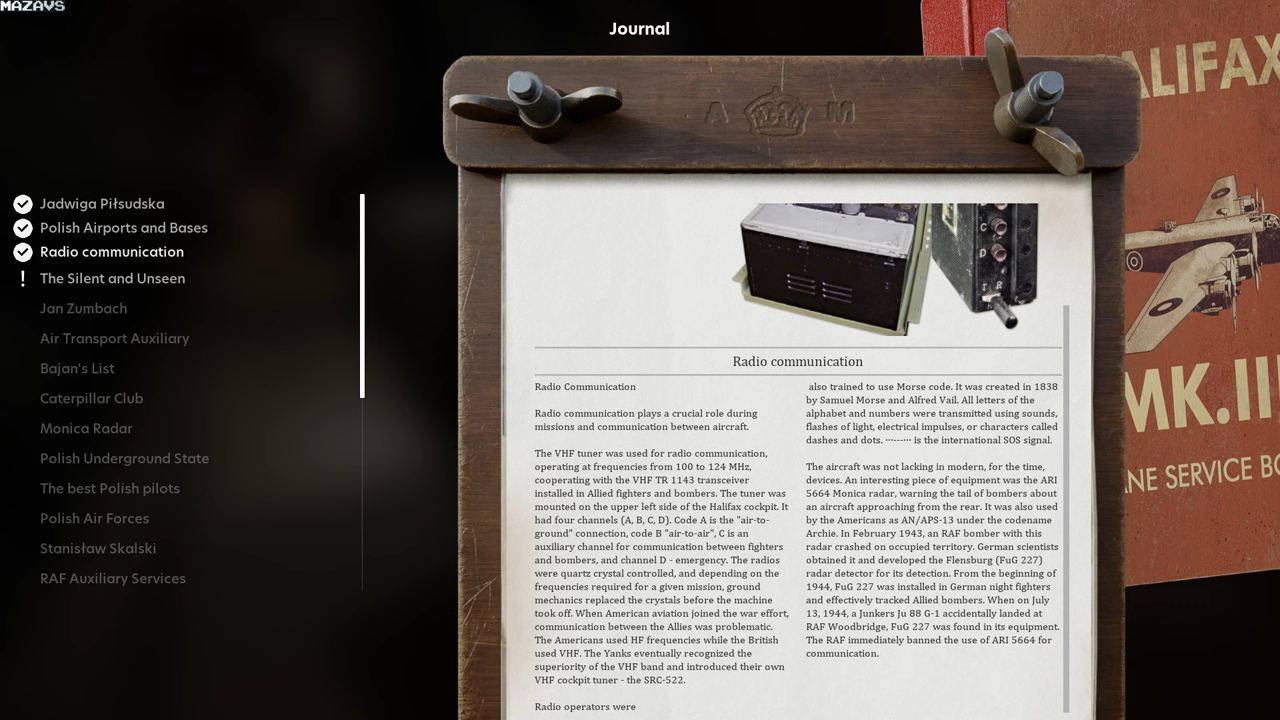 MAZAVS
Journal
A M
ALIFAX
MK.II
NE SERVICE BO
Jadwiga Piłsudska
Polish Airports and Bases
Radio communication
! The Silent and Unseen
Jan Zumbach
Air Transport Auxiliary
Bajan's List
Caterpillar Club
Monica Radar
Polish Underground State
The best Polish pilots
Polish Air Forces
Stanisław Skalski
RAF Auxiliary Services
C
D
T R
Radio communication
Radio Communication
Radio communication plays a crucial role during
missions and communication between aircraft.
The VHF tuner was used for radio communication,
operating at frequencies from 100 to 124 MHz,
cooperating with the VHF TR 1143 transceiver
installed in Allied fighters and bombers. The tuner was
mounted on the upper left side of the Halifax cockpit. It
had four channels (A, B, C, D). Code A is the "air-to-
ground" connection, code B "air-to-air", C is an
auxiliary channel for communication between fighters
and bombers, and channel D - emergency. The radios
were quartz crystal controlled, and depending on the
frequencies required for a given mission, ground
mechanics replaced the crystals before the machine
took off. When American aviation joined the war effort,
communication between the Allies was problematic.
The Americans used HF frequencies while the British
used VHF. The Yanks eventually recognized the
superiority of the VHF band and introduced their own
VHF cockpit tuner - the SRC-522.
Radio operators were
also trained to use Morse code. It was created in 1838
by Samuel Morse and Alfred Vail. All letters of the
alphabet and numbers were transmitted using sounds,
flashes of light, electrical impulses, or characters called
dashes and dots. ···---··· is the international SOS signal.
The aircraft was not lacking in modern, for the time,
devices. An interesting piece of equipment was the ARI
5664 Monica radar, warning the tail of bombers about
an aircraft approaching from the rear. It was also used
by the Americans as AN/APS-13 under the codename
Archie. In February 1943, an RAF bomber with this
radar crashed on occupied territory. German scientists
obtained it and developed the Flensburg (FuG 227)
radar detector for its detection. From the beginning of
1944, FuG 227 was installed in German night fighters
and effectively tracked Allied bombers. When on July
13, 1944, a Junkers Ju 88 G-1 accidentally landed at
RAF Woodbridge, FuG 227 was found in its equipment.
The RAF immediately banned the use of ARI 5664 for
communication.